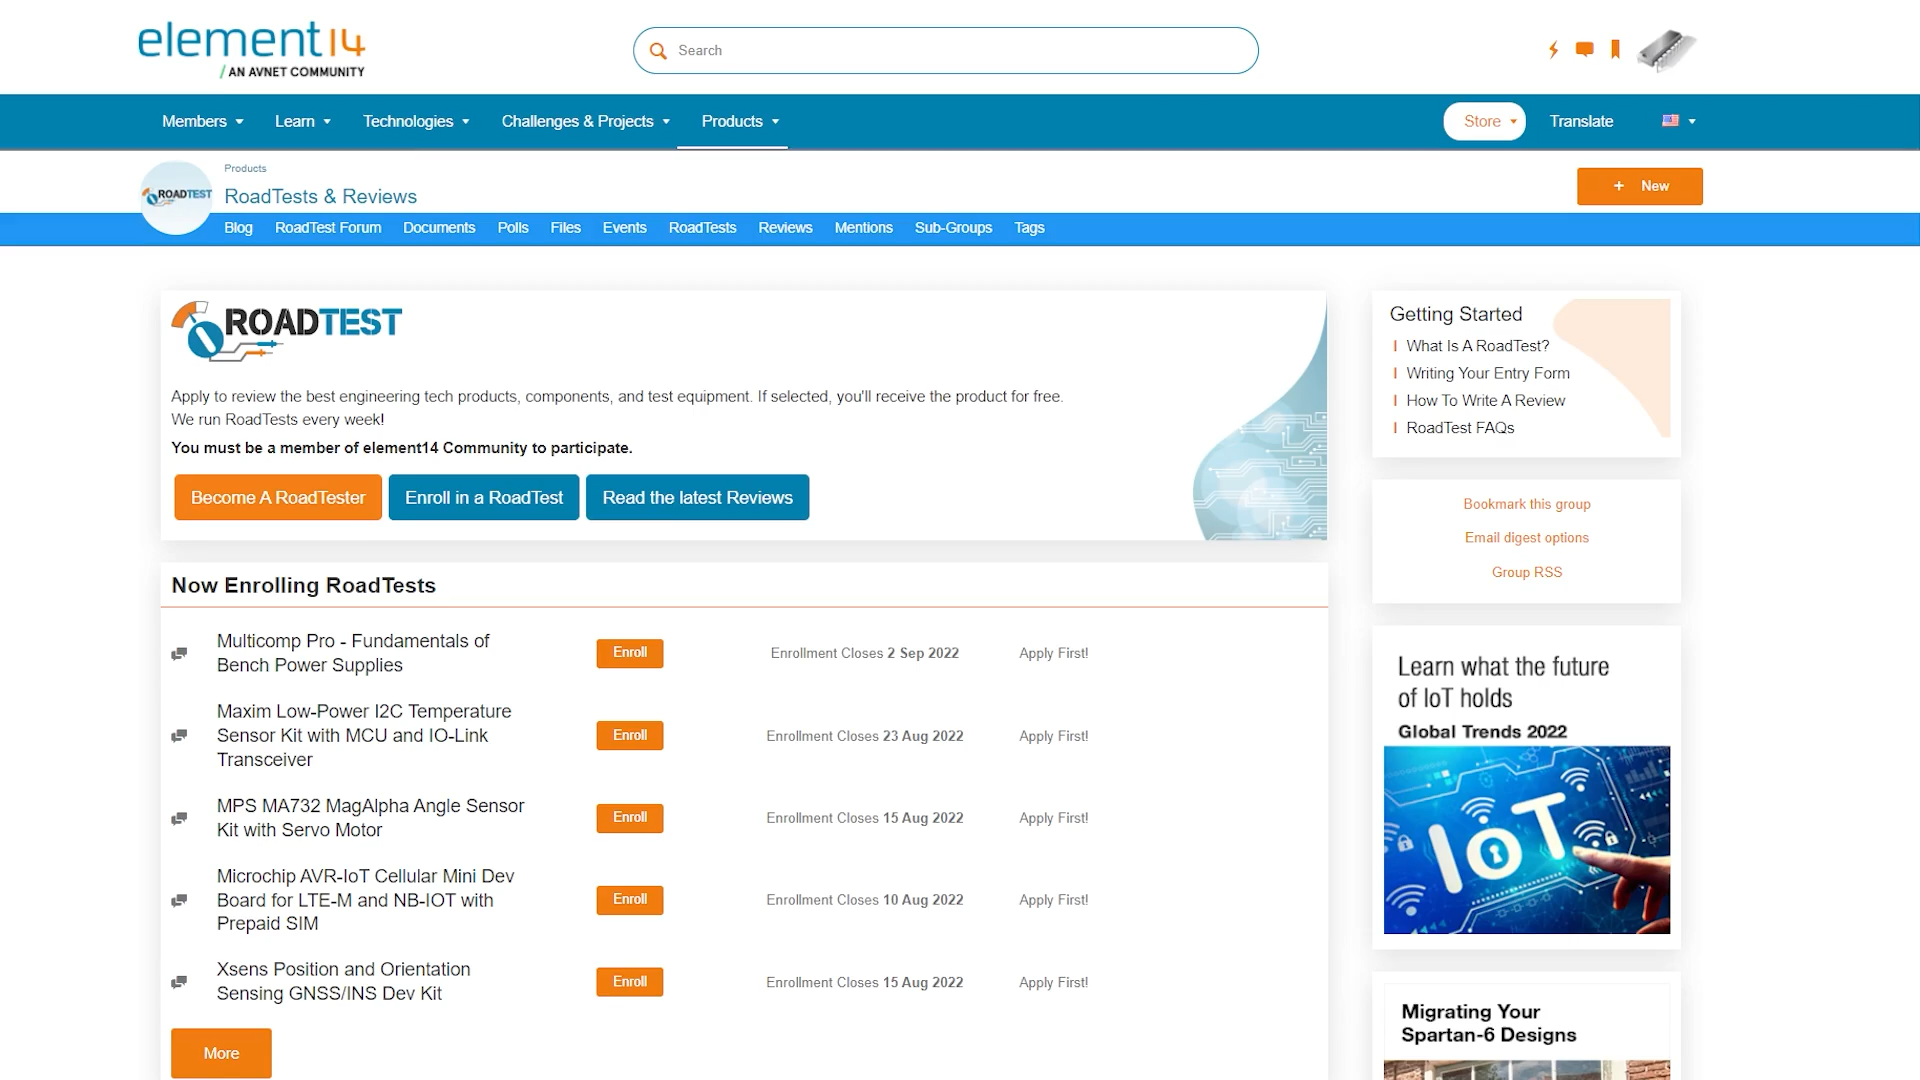 element14
/ AN AVNET COMMUNITY
Search
Members
Learn
Technologies
Challenges & Projects
Products
Store
Translate
ROADTEST
Products
RoadTests & Reviews
+ New
Blog
RoadTest Forum
Documents
Polls
Files
Events
RoadTests
Reviews
Mentions
Sub-Groups
Tags
ROADTEST
Apply to review the best engineering tech products, components, and test equipment. If selected, you'll receive the product for free.
We run RoadTests every week!
You must be a member of element14 Community to participate.
Become A RoadTester
Enroll in a RoadTest
Read the latest Reviews
Now Enrolling RoadTests
Multicomp Pro - Fundamentals of
Bench Power Supplies
Enroll
Enrollment Closes 2 Sep 2022
Apply First!
Maxim Low-Power I2C Temperature
Sensor Kit with MCU and IO-Link
Transceiver
Enroll
Enrollment Closes 23 Aug 2022
Apply First!
MPS MA732 MagAlpha Angle Sensor
Kit with Servo Motor
Enroll
Enrollment Closes 15 Aug 2022
Apply First!
Microchip AVR-IoT Cellular Mini Dev
Board for LTE-M and NB-IOT with
Prepaid SIM
Enroll
Enrollment Closes 10 Aug 2022
Apply First!
Xsens Position and Orientation
Sensing GNSS/INS Dev Kit
Enroll
Enrollment Closes 15 Aug 2022
Apply First!
More
Getting Started
What Is A RoadTest?
Writing Your Entry Form
How To Write A Review
RoadTest FAQs
Bookmark this group
Email digest options
Group RSS
Learn what the future
of IoT holds
Global Trends 2022
IoT
Migrating Your
Spartan-6 Designs